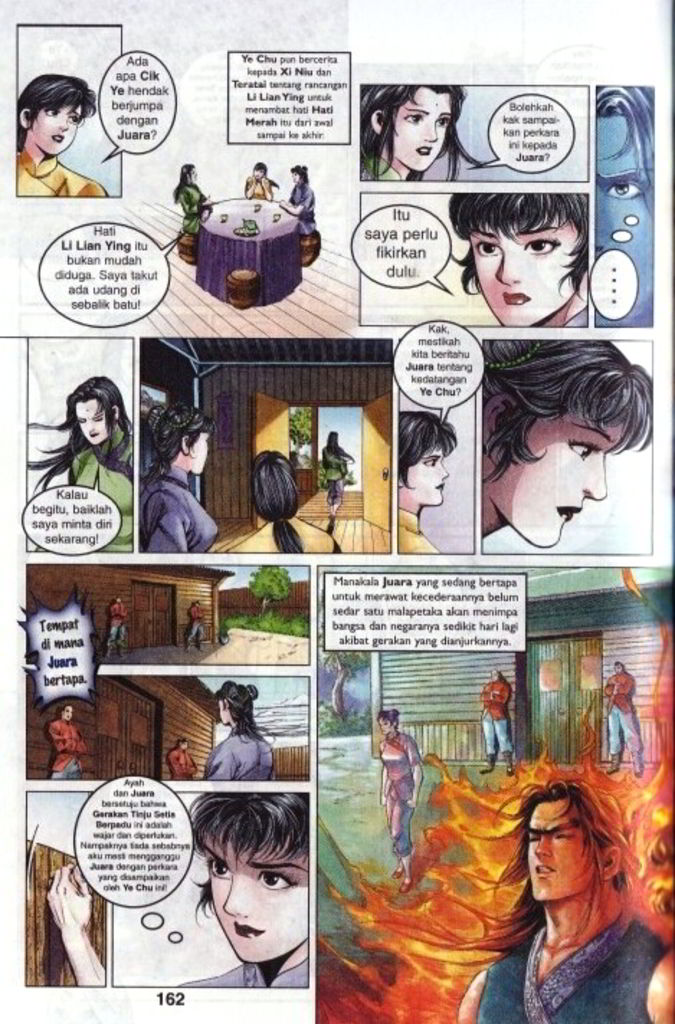 Ada
apa Cik
Ye hendak
berjumpa
dengan
Juara?
Ye Chu pun bercerita
kepada Xi Niu dan
Teratai tentang rancangan
Li Lian Ying untuk
menambat hati Hati
Merah itu dari awal
sampai ke akhir.
Bolehkah
kak sampai-
kan perkara
ini kepada
Juara?
Hati
Li Lian Ying itu
bukan mudah
diduga. Saya takut
ada udang di
sebalik batu!
Itu
saya perlu
fikirkan
dulu.
....
Kalau
begitu, baiklah
saya minta diri
sekarang!
Kak,
mestikah
kita beritahu
Juara tentang
kedatangan
Ye Chu?
Tempat
di mana
Juara
bertapa.
Manakala Juara yang sedang bertapa
untuk merawat kecederaannya belum
sedar satu malapetaka akan menimpa
bangsa dan negaranya sedikit hari lagi
akibat gerakan yang dianjurkannya.
Ayah
dan Juara
bersetuju bahawa
Gerakan Tinju Setia
Berpadu ini adalah
wajar dan diperlukan.
Nampaknya tiada sebabnya
aku mesti mengganggu
Juara dengan perkara
yang disampaikan
oleh Ye Chu ini!
162